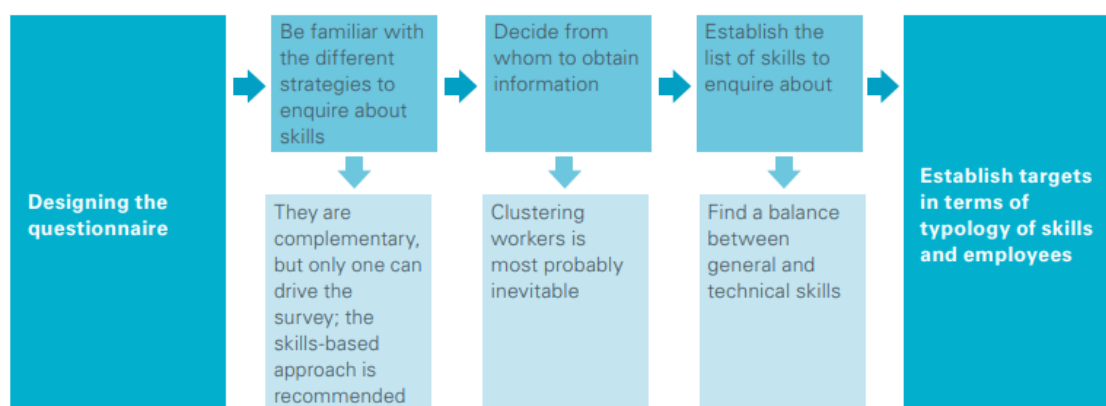 Designing the
questionnaire
Be familiar with
the different
strategies to
enquire about
skills
They are
complementary,
but only one can
drive the
survey; the
skills-based
approach is
recommended
Decide from
whom to obtain
information
Clustering
workers is
most probably
inevitable
Establish the
list of skills to
enquire about
Find a balance
between
general and
technical skills
Establish targets
in terms of
typology of skills
and employees